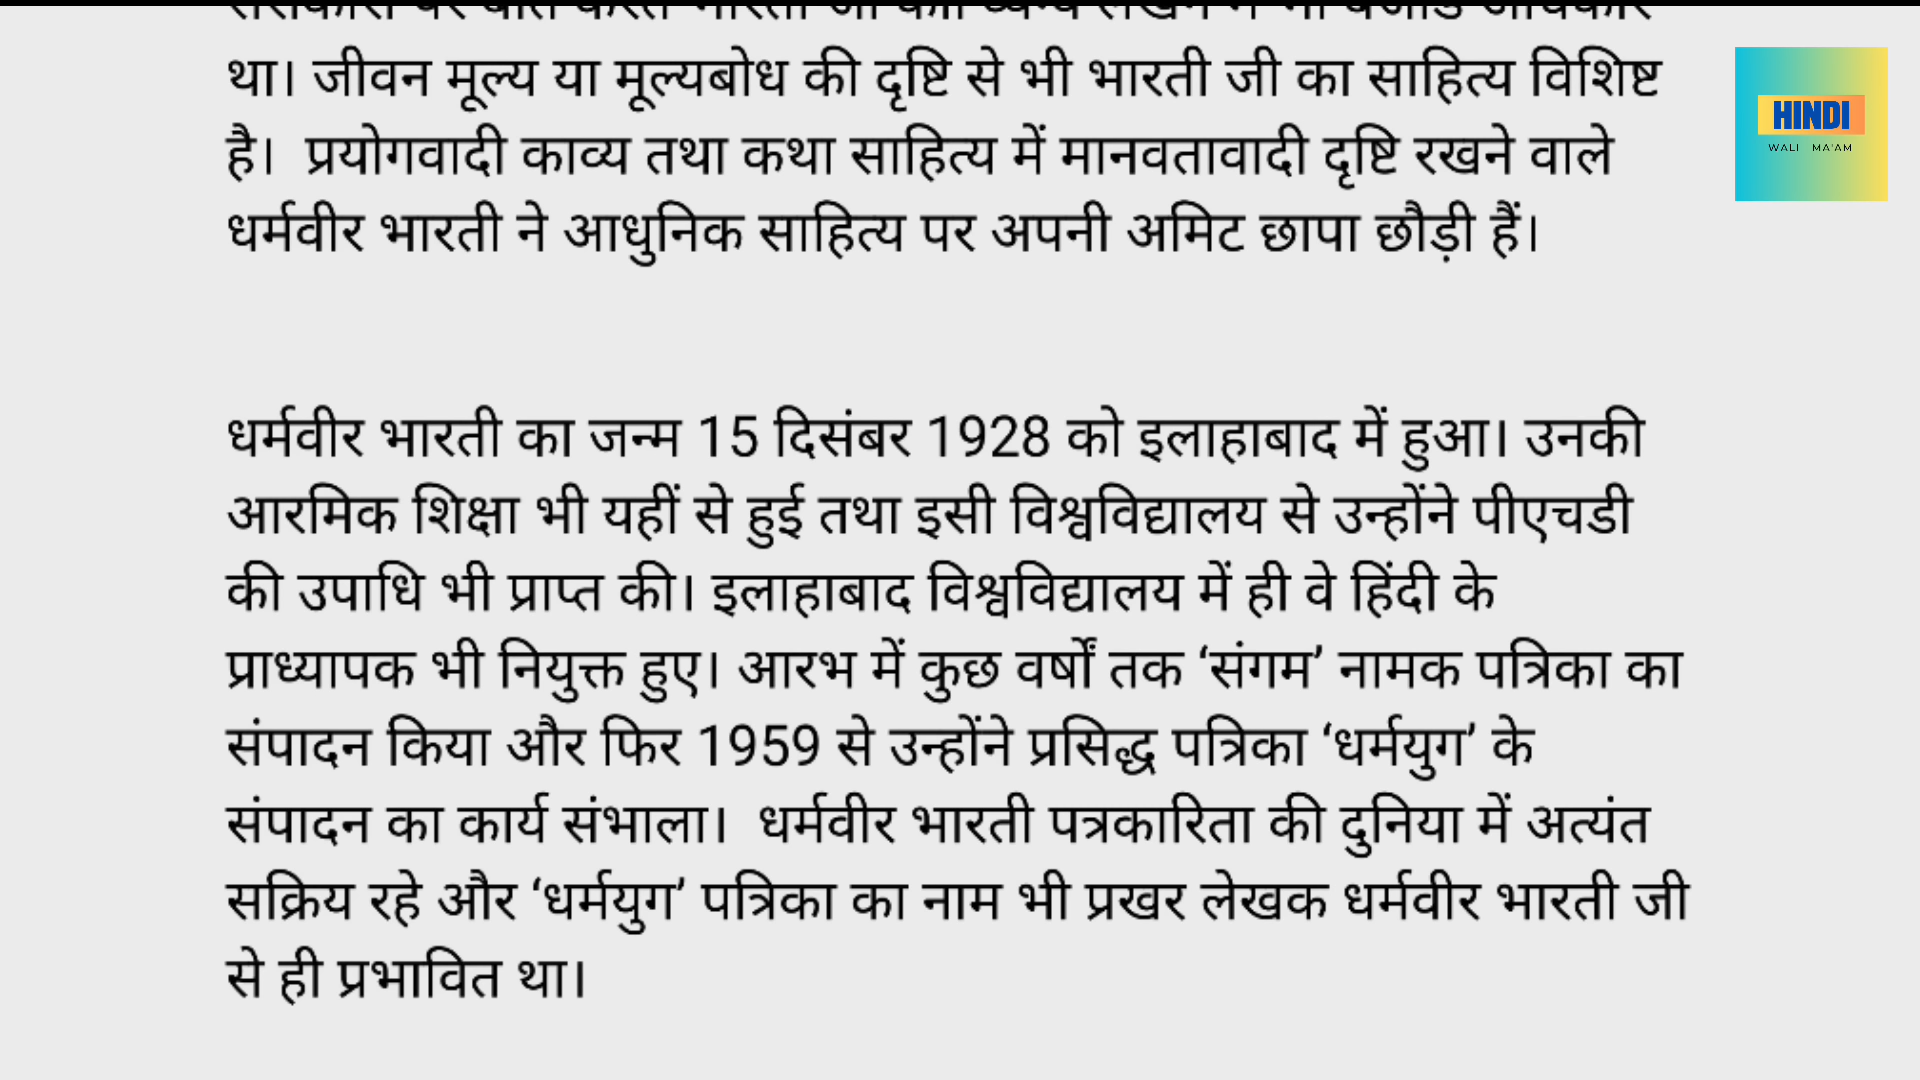 था। जीवन मूल्य या मूल्यबोध की दृष्टि से भी भारती जी का साहित्य विशिष्ट
है। प्रयोगवादी काव्य तथा कथा साहित्य में मानवतावादी दृष्टि रखने वाले
धर्मवीर भारती ने आधुनिक साहित्य पर अपनी अमिट छापा छौड़ी हैं।
HINDI
WALI MA'AM
धर्मवीर भारती का जन्म 15 दिसंबर 1928 को इलाहाबाद में हुआ। उनकी
आरमिक शिक्षा भी यहीं से हुई तथा इसी विश्वविद्यालय से उन्होंने पीएचडी
की उपाधि भी प्राप्त की। इलाहाबाद विश्वविद्यालय में ही वे हिंदी के
प्राध्यापक भी नियुक्त हुए। आरभ में कुछ वर्षों तक ‘संगम’ नामक पत्रिका का
संपादन किया और फिर 1959 से उन्होंने प्रसिद्ध पत्रिका ‘धर्मयुग’ के
संपादन का कार्य संभाला। धर्मवीर भारती पत्रकारिता की दुनिया में अत्यंत
सक्रिय रहे और ‘धर्मयुग’ पत्रिका का नाम भी प्रखर लेखक धर्मवीर भारती जी
से ही प्रभावित था।